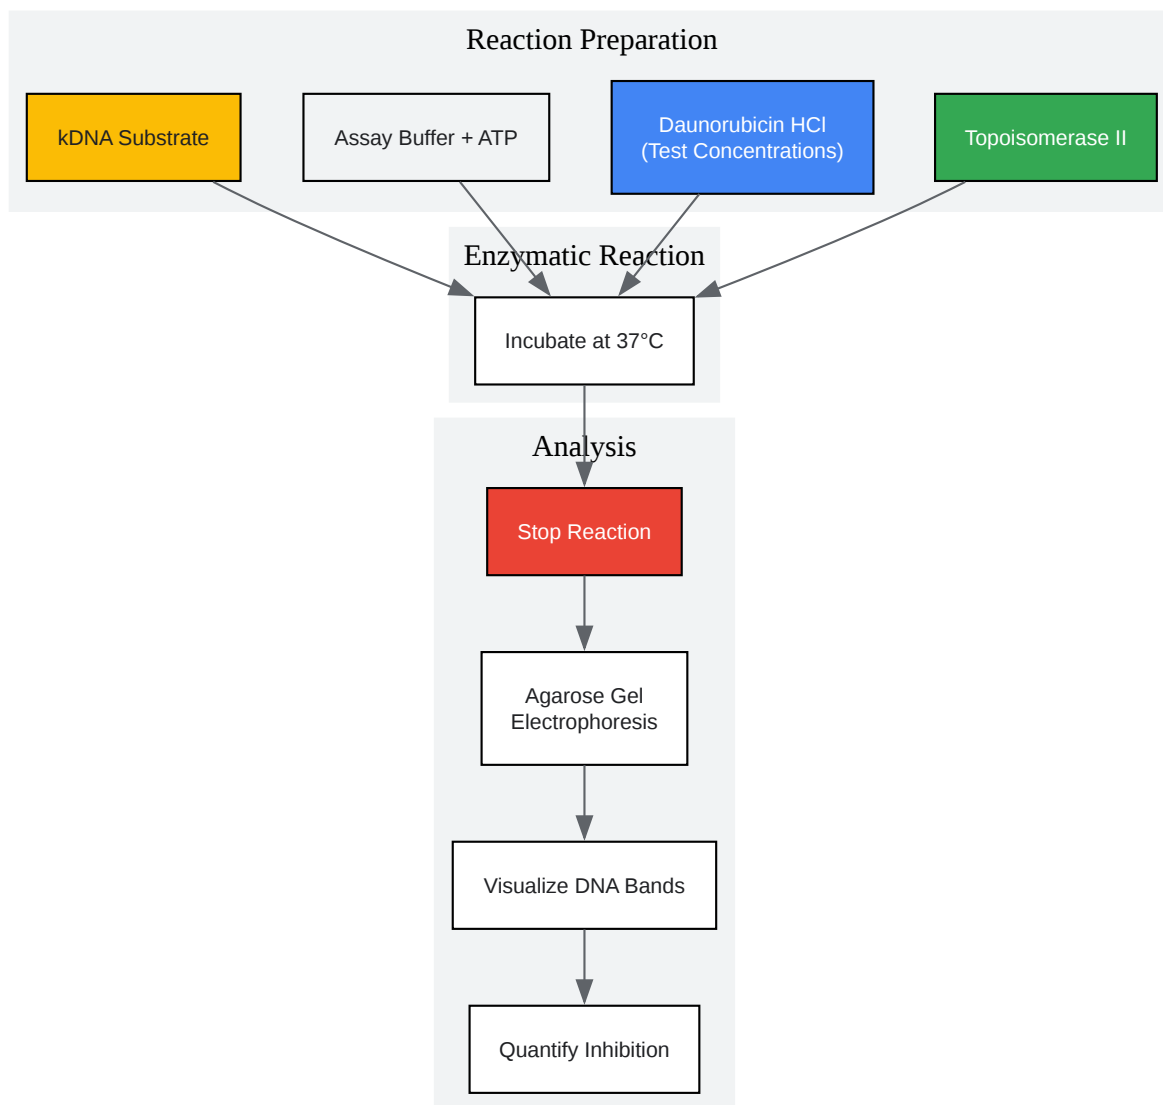 Reaction Preparation
kDNA Substrate
Assay Buffer + ATP
Daunorubicin HCl
(Test Concentrations)
Topoisomerase II
Enzymatic Reaction
Incubate at 37°C
Analysis
Stop Reaction
Agarose Gel
Electrophoresis
Visualize DNA Bands
Quantify Inhibition